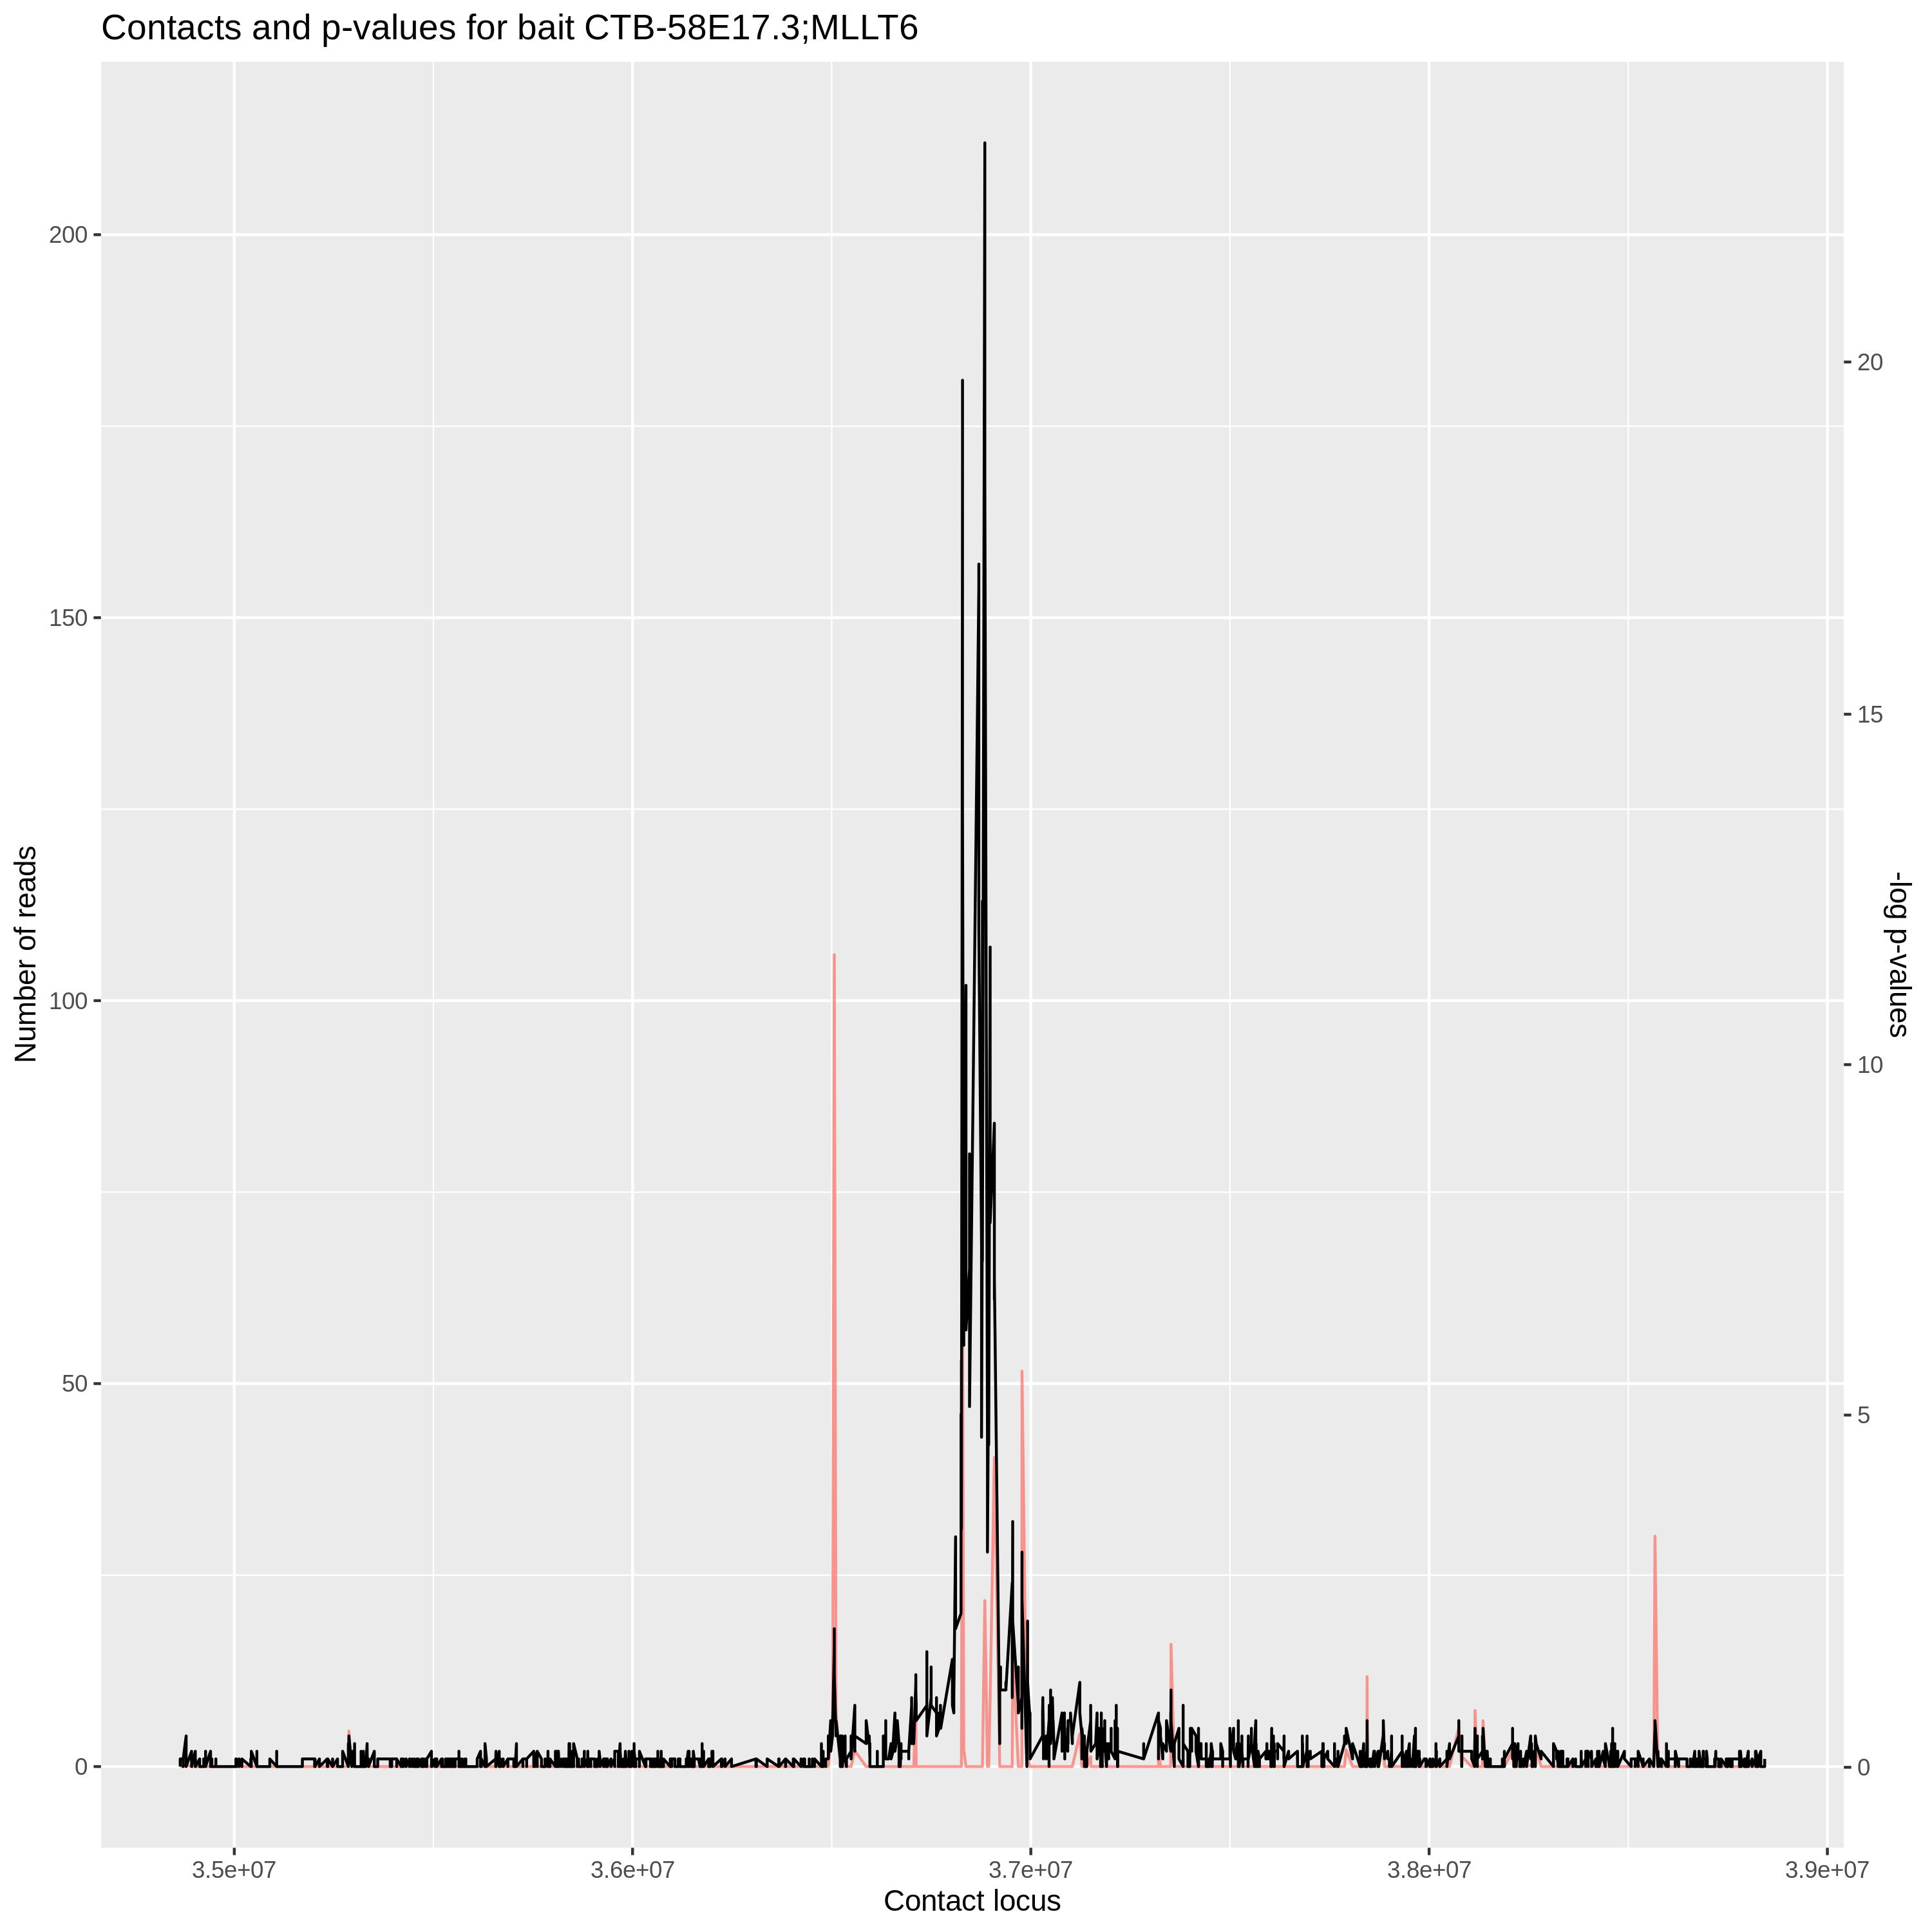 Contacts and p-values for bait CTB-58E17.3;MLLT6
200
150
100
50
0
Number of reads
20
15
10
5
0
-log p-values
3.5e+07
3.6e+07
3.7e+07
3.8e+07
3.9e+07
Contact locus